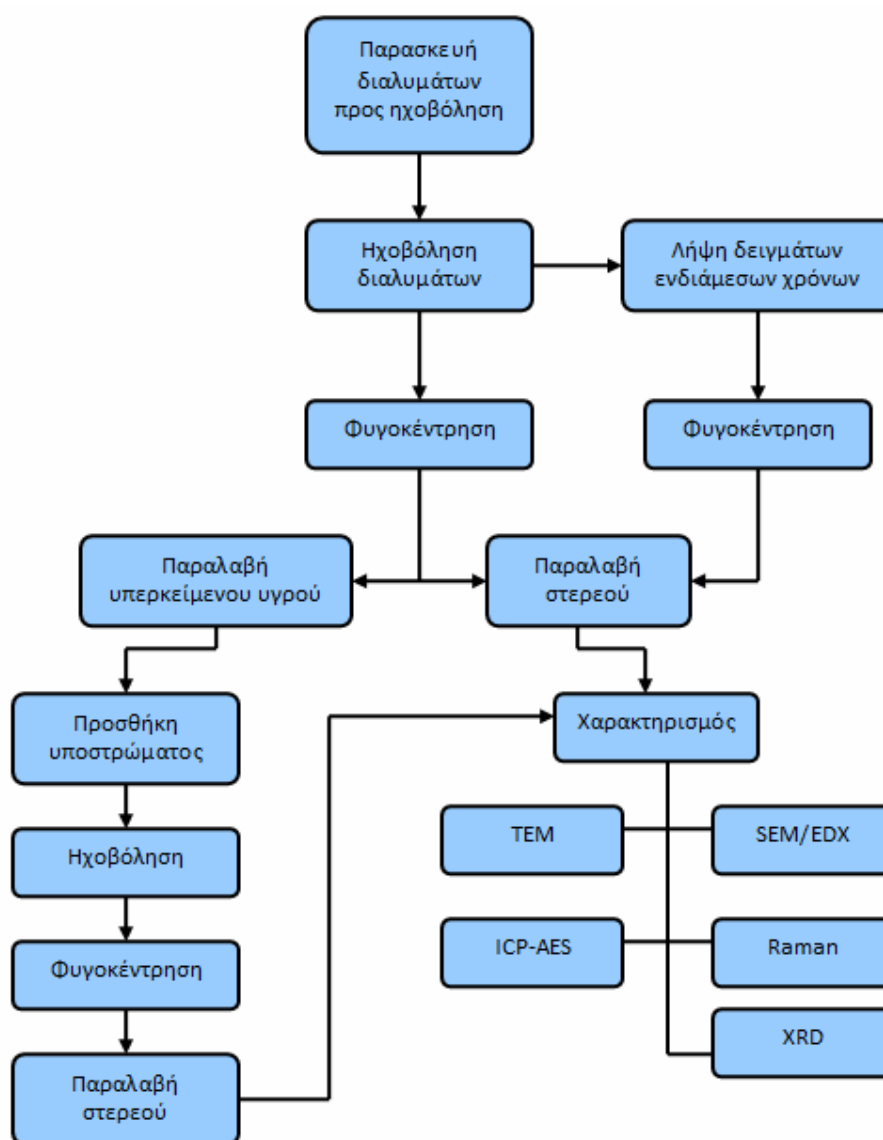 Παρασκευή
διαλυμάτων
προς ηχοβόληση
Ηχοβόληση
διαλυμάτων
Λήψη δειγμάτων
ενδιάμεσων χρόνων
Φυγοκέντρηση
Φυγοκέντρηση
Παραλαβή
υπερκείμενου υγρού
Παραλαβή
στερεού
Προσθήκη
υποστρώματος
Χαρακτηρισμός
Ηχοβόληση
Φυγοκέντρηση
Παραλαβή
στερεού
TEM
SEM/EDX
ICP-AES
Raman
XRD